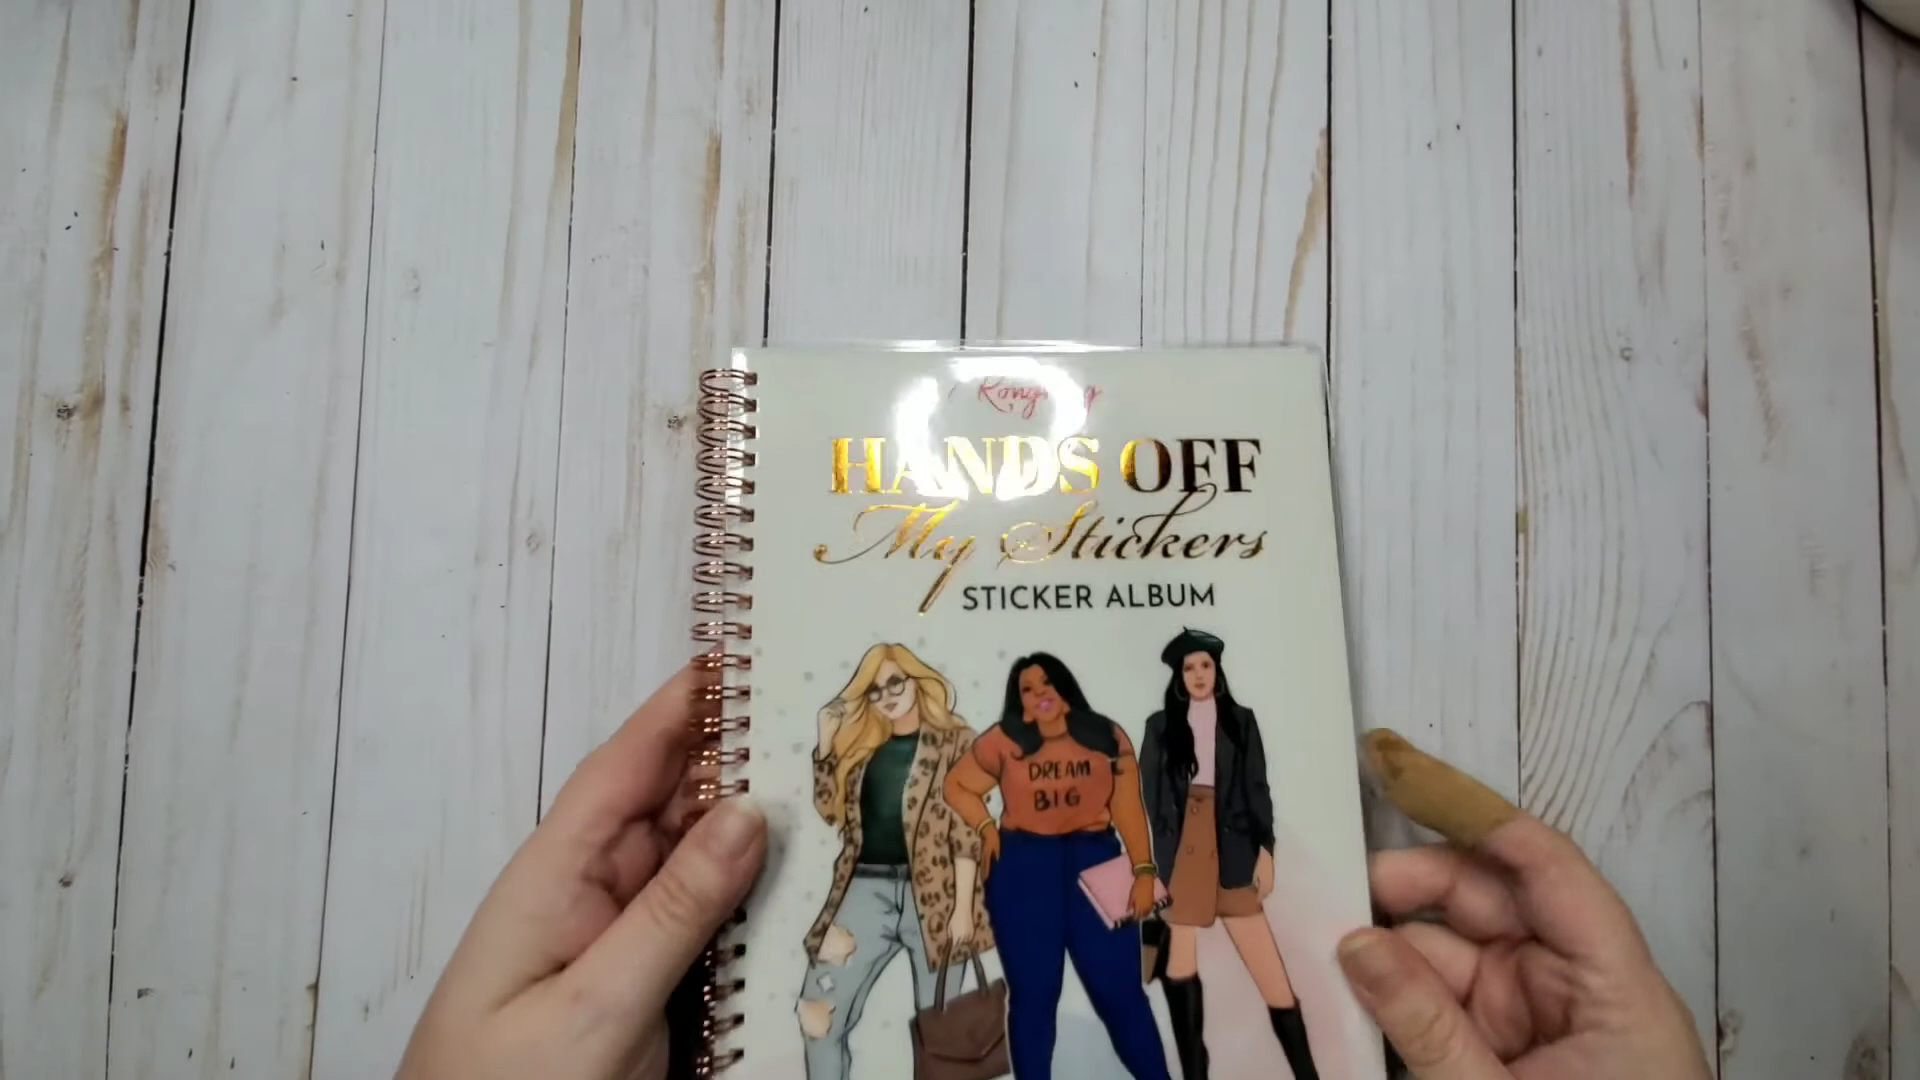 HANDS OFF
My Stickers
STICKER ALBUM
DREAM
BIG